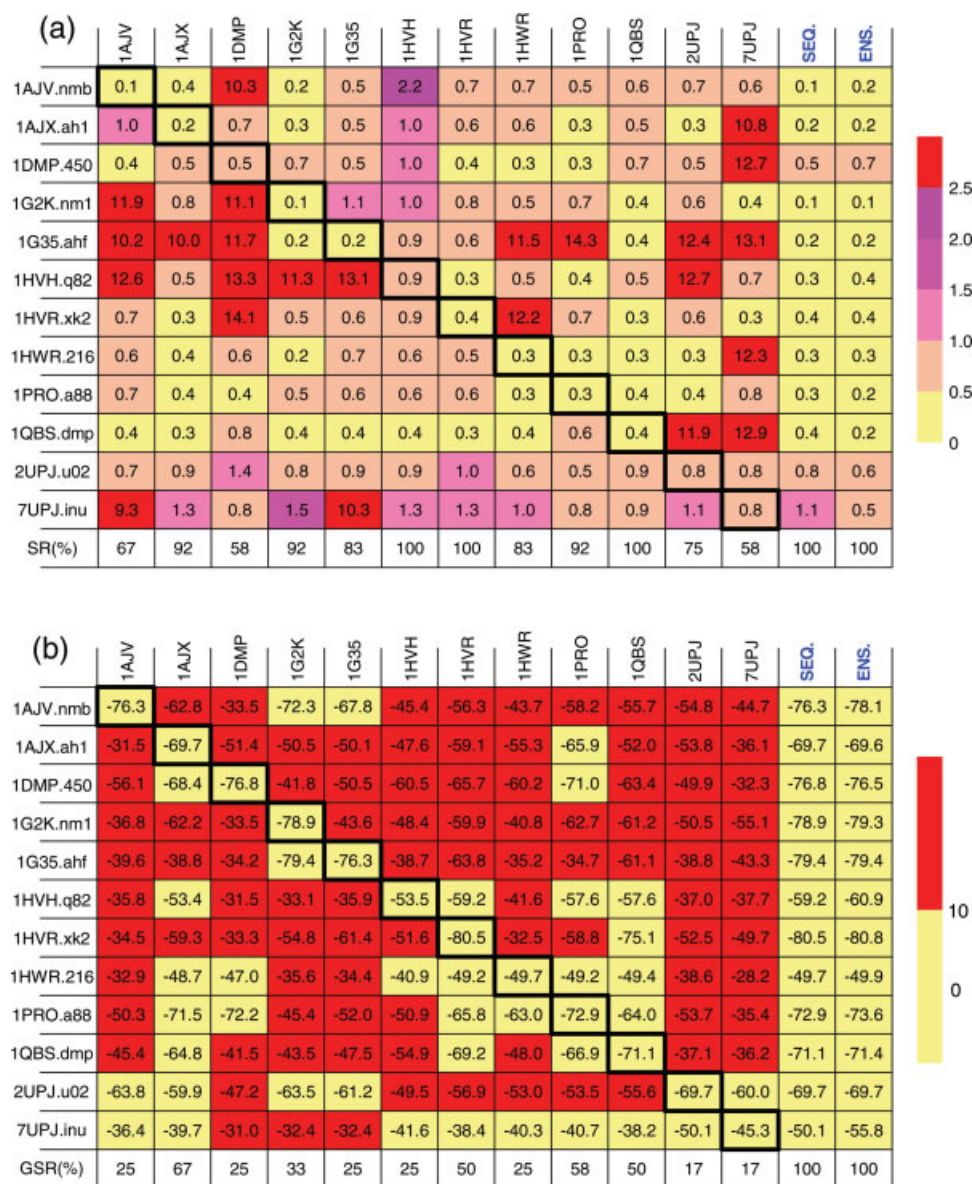 (a) 1AJV 1AJX 1DMP 1G2K 1G35 1HVH 1HVR 1HWR 1PRO 1QBS 2UPJ 7UPJ SEQ. ENS.
1AJV.nmb 0.1 0.4 10.3 0.2 0.5 2.2 0.7 0.7 0.5 0.6 0.7 0.6 0.1 0.2
1AJX.ah1 1.0 0.2 0.7 0.3 0.5 1.0 0.6 0.6 0.3 0.5 0.3 10.8 0.2 0.2
1DMP.450 0.4 0.5 0.5 0.7 0.5 1.0 0.4 0.3 0.3 0.7 0.5 12.7 0.5 0.7
1G2K.nm1 11.9 0.8 11.1 0.1 1.1 1.0 0.8 0.5 0.7 0.4 0.6 0.4 0.1 0.1
1G35.ahf 10.2 10.0 11.7 0.2 0.2 0.9 0.6 11.5 14.3 0.4 12.4 13.1 0.2 0.2
1HVH.q82 12.6 0.5 13.3 11.3 13.1 0.9 0.3 0.5 0.4 0.5 12.7 0.7 0.3 0.4
1HVR.xk2 0.7 0.3 14.1 0.5 0.6 0.9 0.4 12.2 0.7 0.3 0.6 0.3 0.4 0.4
1HWR.216 0.6 0.4 0.6 0.2 0.7 0.6 0.5 0.3 0.3 0.3 0.3 12.3 0.3 0.3
1PRO.a88 0.7 0.4 0.4 0.5 0.6 0.6 0.6 0.3 0.3 0.4 0.4 0.8 0.3 0.2
1QBS.dmp 0.4 0.3 0.8 0.4 0.4 0.4 0.3 0.4 0.6 0.4 11.9 12.9 0.4 0.2
2UPJ.u02 0.7 0.9 1.4 0.8 0.9 0.9 1.0 0.6 0.5 0.9 0.8 0.8 0.8 0.6
7UPJ.inu 9.3 1.3 0.8 1.5 10.3 1.3 1.3 1.0 0.8 0.9 1.1 0.8 1.1 0.5
SR(%) 67 92 58 92 83 100 100 83 92 100 75 58 100 100
2.5
2.0
1.5
1.0
0.5
0
(b) 1AJV 1AJX 1DMP 1G2K 1G35 1HVH 1HVR 1HWR 1PRO 1QBS 2UPJ 7UPJ SEQ. ENS.
1AJV.nmb -76.3 -62.8 -33.5 -72.3 -67.8 -45.4 -56.3 -43.7 -58.2 -55.7 -54.8 -44.7 -76.3 -78.1
1AJX.ah1 -31.5 -69.7 -51.4 -50.5 -50.1 -47.6 -59.1 -55.3 -65.9 -52.0 -53.8 -36.1 -69.7 -69.6
1DMP.450 -56.1 -68.4 -76.8 -41.8 -50.5 -60.5 -65.7 -60.2 -71.0 -63.4 -49.9 -32.3 -76.8 -76.5
1G2K.nm1 -36.8 -62.2 -33.5 -78.9 -43.6 -48.4 -59.9 -40.8 -62.7 -61.2 -50.5 -55.1 -78.9 -79.3
1G35.ahf -39.6 -38.8 -34.2 -79.4 -76.3 -38.7 -63.8 -35.2 -34.7 -61.1 -38.8 -43.3 -79.4 -79.4
1HVH.q82 -35.8 -53.4 -31.5 -33.1 -35.9 -53.5 -59.2 -41.6 -57.6 -57.6 -37.0 -37.7 -59.2 -60.9
1HVR.xk2 -34.5 -59.3 -33.3 -54.8 -61.4 -51.6 -80.5 -32.5 -58.8 -75.1 -52.5 -49.7 -80.5 -80.8
1HWR.216 -32.9 -48.7 -47.0 -35.6 -34.4 -40.9 -49.2 -49.7 -49.2 -49.4 -38.6 -28.2 -49.7 -49.9
1PRO.a88 -50.3 -71.5 -72.2 -45.4 -52.0 -50.9 -65.8 -63.0 -72.9 -64.0 -53.7 -35.4 -72.9 -73.6
1QBS.dmp -45.4 -64.8 -41.5 -43.5 -47.5 -54.9 -69.2 -48.0 -66.9 -71.1 -37.1 -36.2 -71.1 -71.4
2UPJ.u02 -63.8 -59.9 -47.2 -63.5 -61.2 -49.5 -56.9 -53.0 -53.5 -55.6 -69.7 -60.0 -69.7 -69.7
7UPJ.inu -36.4 -39.7 -31.0 -32.4 -32.4 -41.6 -38.4 -40.3 -40.7 -38.2 -50.1 -45.3 -50.1 -55.8
GSR(%) 25 67 25 33 25 25 50 25 58 50 17 17 100 100
10
0